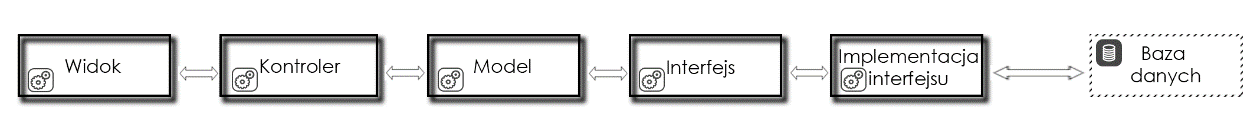 Widok
Kontroler
Model
Interfejs
Implementacja
interfejsu
Baza
danych